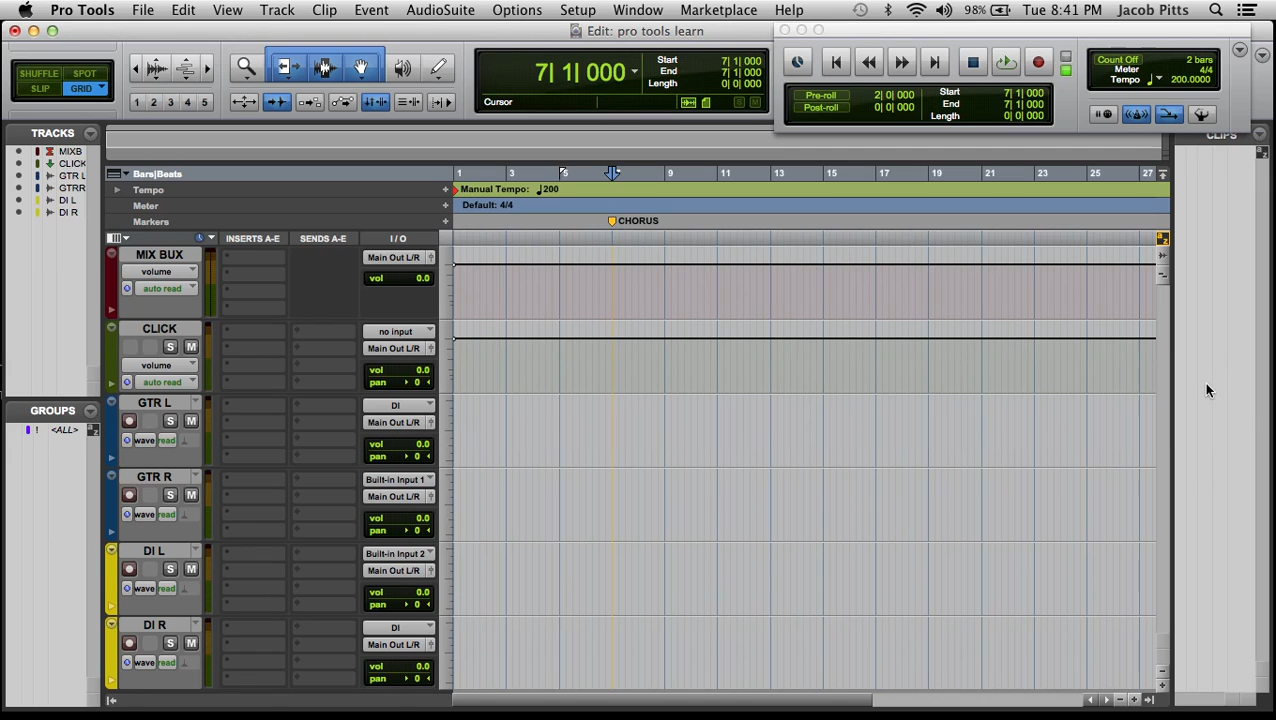 Pro Tools File Edit View Track Clip Event AudioSuite Options Setup Window Marketplace Help 98% Tue 8:41 PM Jacob Pitts
Edit: pro tools learn
SHUFFLE SPOT
SLIP GRID
1 2 3 4 5
7| 1| 000
Start 7| 1| 000
End 7| 1| 000
Length 0| 0| 000
Cursor
Pre-roll 2| 0| 000
Post-roll 0| 0| 000
Start 7| 1| 000
End 7| 1| 000
Length 0| 0| 000
Count Off 2 bars
Meter 4/4
Tempo 200.0000
TRACKS
MIXB
CLICK
GTR L
GTRR
DI L
DI R
GROUPS
! <ALL>
CLIPS
Bars|Beats 1 3 5 7 9 11 13 15 17 19 21 23 25 27
Tempo + Manual Tempo: 200
Meter + Default: 4/4
Markers + CHORUS
INSERTS A-E SENDS A-E I / O
MIX BUX
volume
auto read
Main Out L/R
vol 0.0
CLICK
S M
volume
auto read
no input
Main Out L/R
vol 0.0
pan 0
GTR L
S M
wave read
DI
Main Out L/R
vol 0.0
pan 0
GTR R
S M
wave read
Built-in Input 1
Main Out L/R
vol 0.0
pan 0
DI L
S M
wave read
Built-in Input 2
Main Out L/R
vol 0.0
pan 0
DI R
S M
wave read
DI
Main Out L/R
vol 0.0
pan 0